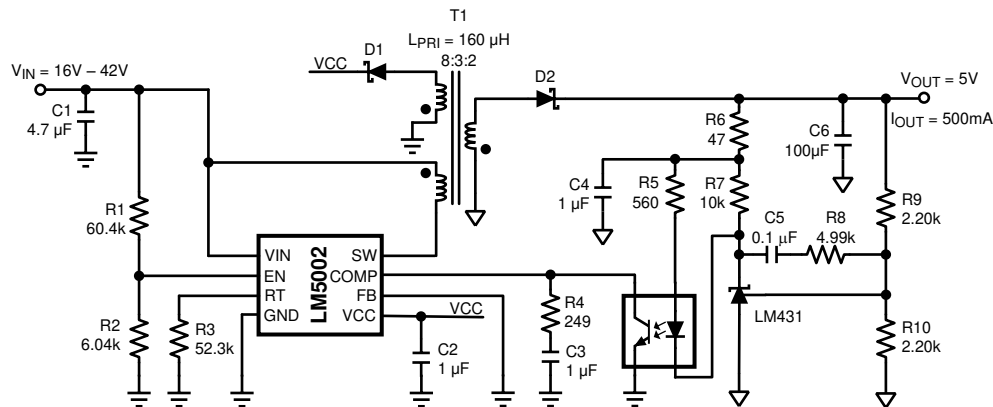 T1
L_PRI = 160 µH
8:3:2
VCC
D1
D2
V_IN = 16V – 42V
C1
4.7 µF
V_OUT = 5V
I_OUT = 500mA
R6
47
C6
100µF
C4
1 µF
R5
560
R7
10k
R9
2.20k
R1
60.4k
C5
0.1 µF
R8
4.99k
VIN
EN
RT
GND
LM5002
SW
COMP
FB
VCC
VCC
R4
249
LM431
R2
6.04k
R3
52.3k
C2
1 µF
C3
1 µF
R10
2.20k